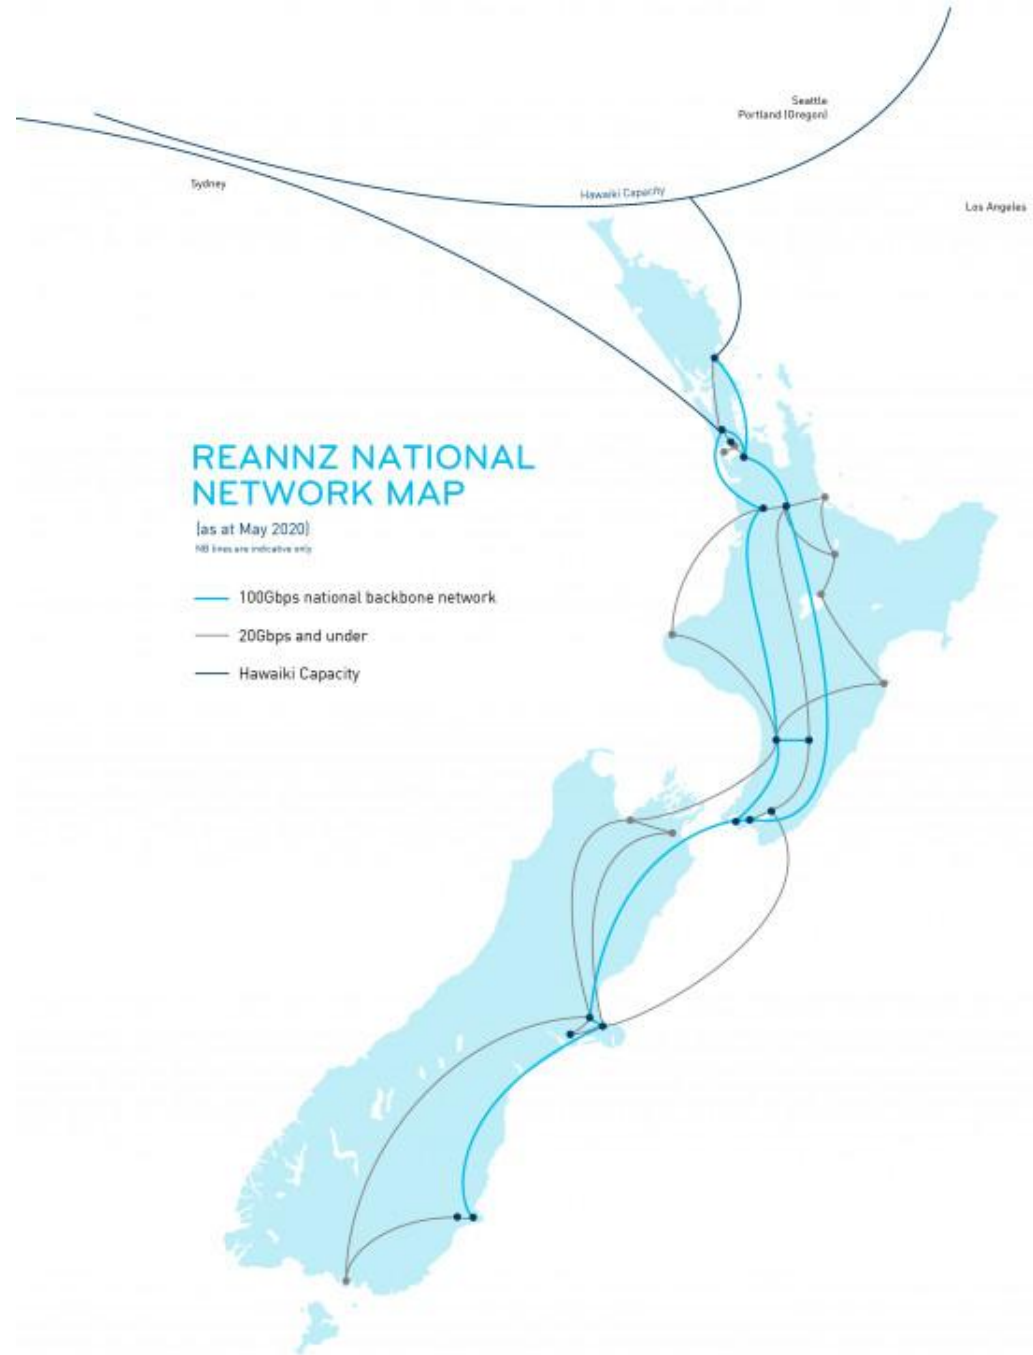 Seattle
Portland (Oregon)
Sydney
Hawaiki Capacity
Los Angeles
REANNZ NATIONAL
NETWORK MAP
(as at May 2020)
NB lines are indicative only
100Gbps national backbone network
20Gbps and under
Hawaiki Capacity